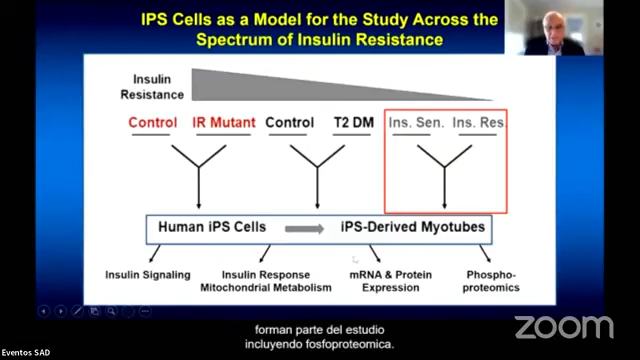 IPS Cells as a Model for the Study Across the
Spectrum of Insulin Resistance
Insulin
Resistance
Control IR Mutant Control T2 DM Ins. Sen. Ins. Res.
Human iPS Cells iPS-Derived Myotubes
Insulin Signaling
Insulin Response
Mitochondrial Metabolism
mRNA & Protein
Expression
Phospho-
proteomics
forman parte del estudio
incluyendo fosfoproteomica.
zoom
Eventos SAD